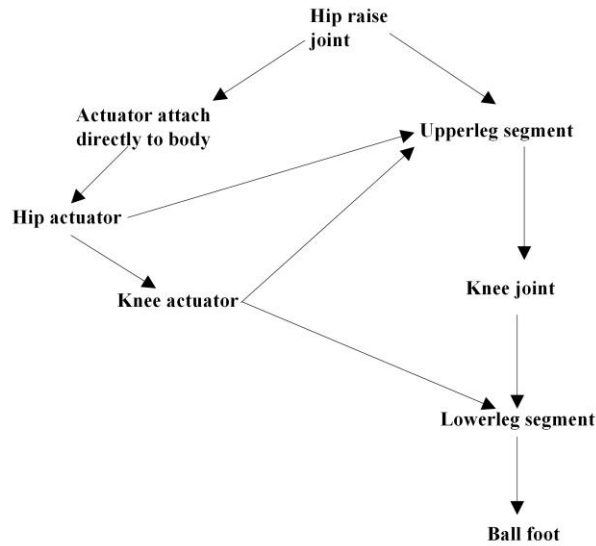 Hip raise
joint
Actuator attach
directly to body
Upperleg segment
Hip actuator
Knee actuator
Knee joint
Lowerleg segment
Ball foot